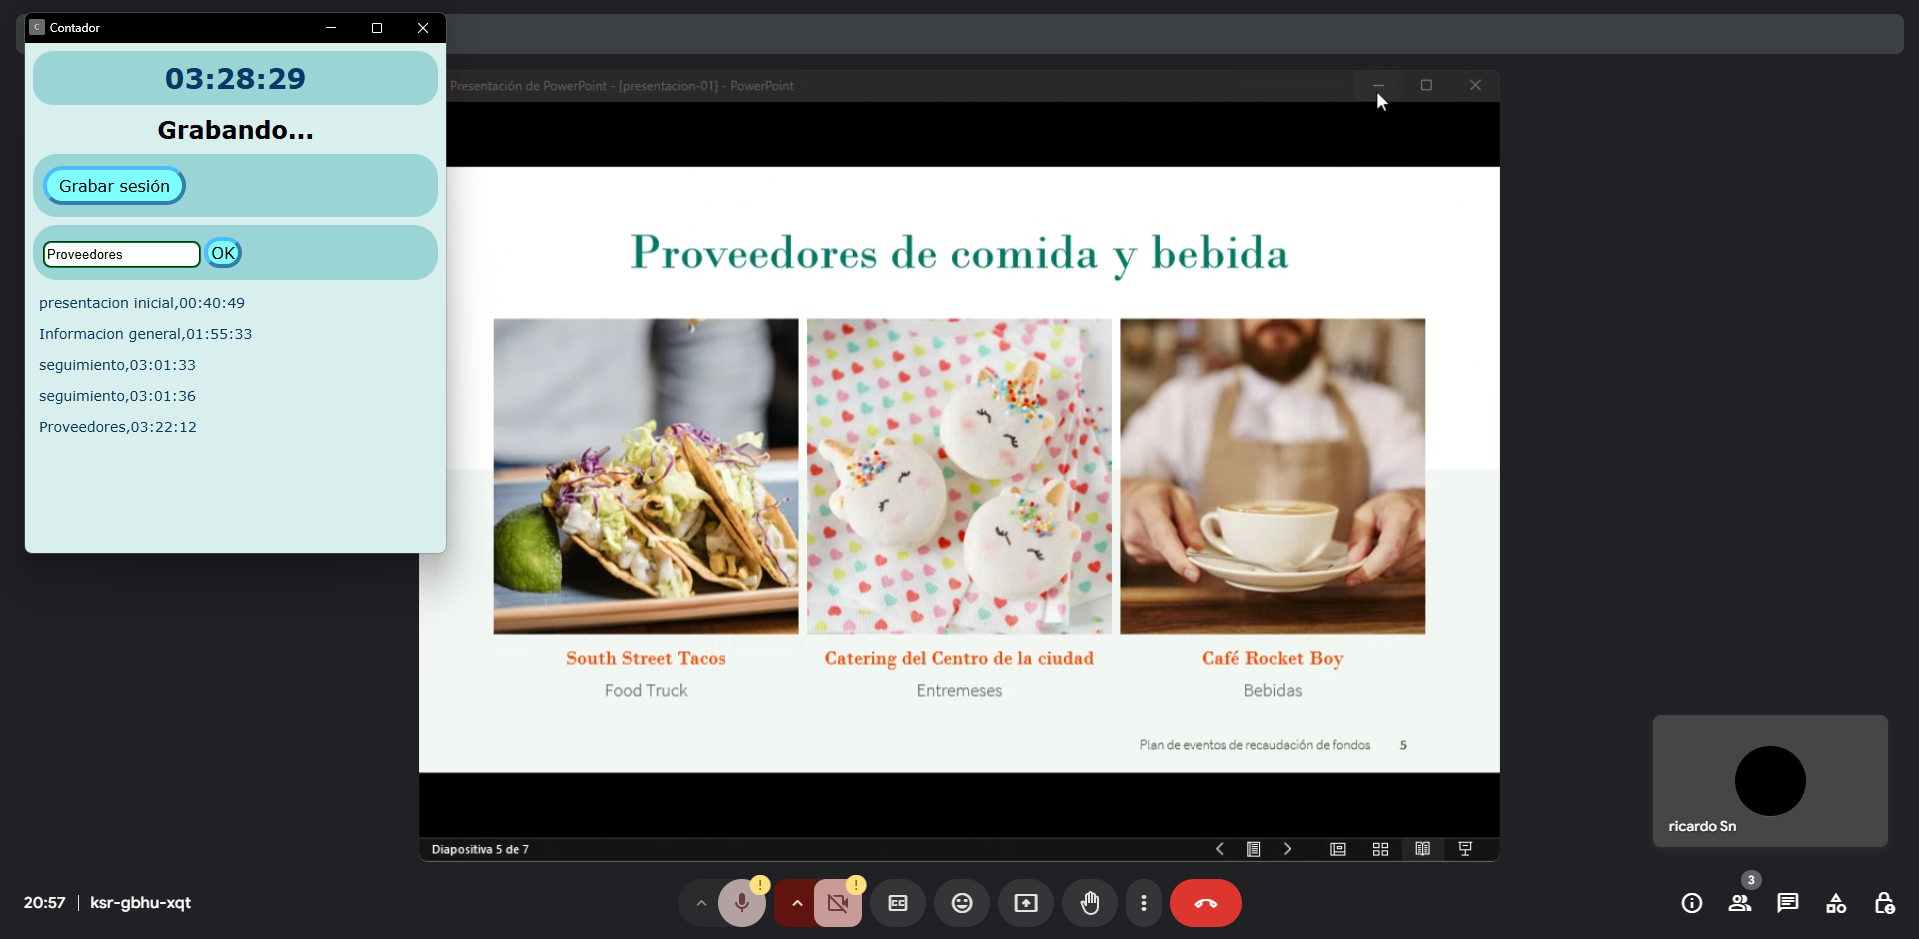 C Contador
03:28:29
Grabando...
Grabar sesión
Proveedores OK
presentacion inicial,00:40:49
Informacion general,01:55:33
seguimiento,03:01:33
seguimiento,03:01:36
Proveedores,03:22:12
Presentación de PowerPoint - [presentacion-01] - PowerPoint
Proveedores de comida y bebida
South Street Tacos
Food Truck
Catering del Centro de la ciudad
Entremeses
Café Rocket Boy
Bebidas
Plan de eventos de recaudación de fondos 5
Diapositiva 5 de 7
ricardo Sn
20:57 | ksr-gbhu-xqt
! ! CC
3